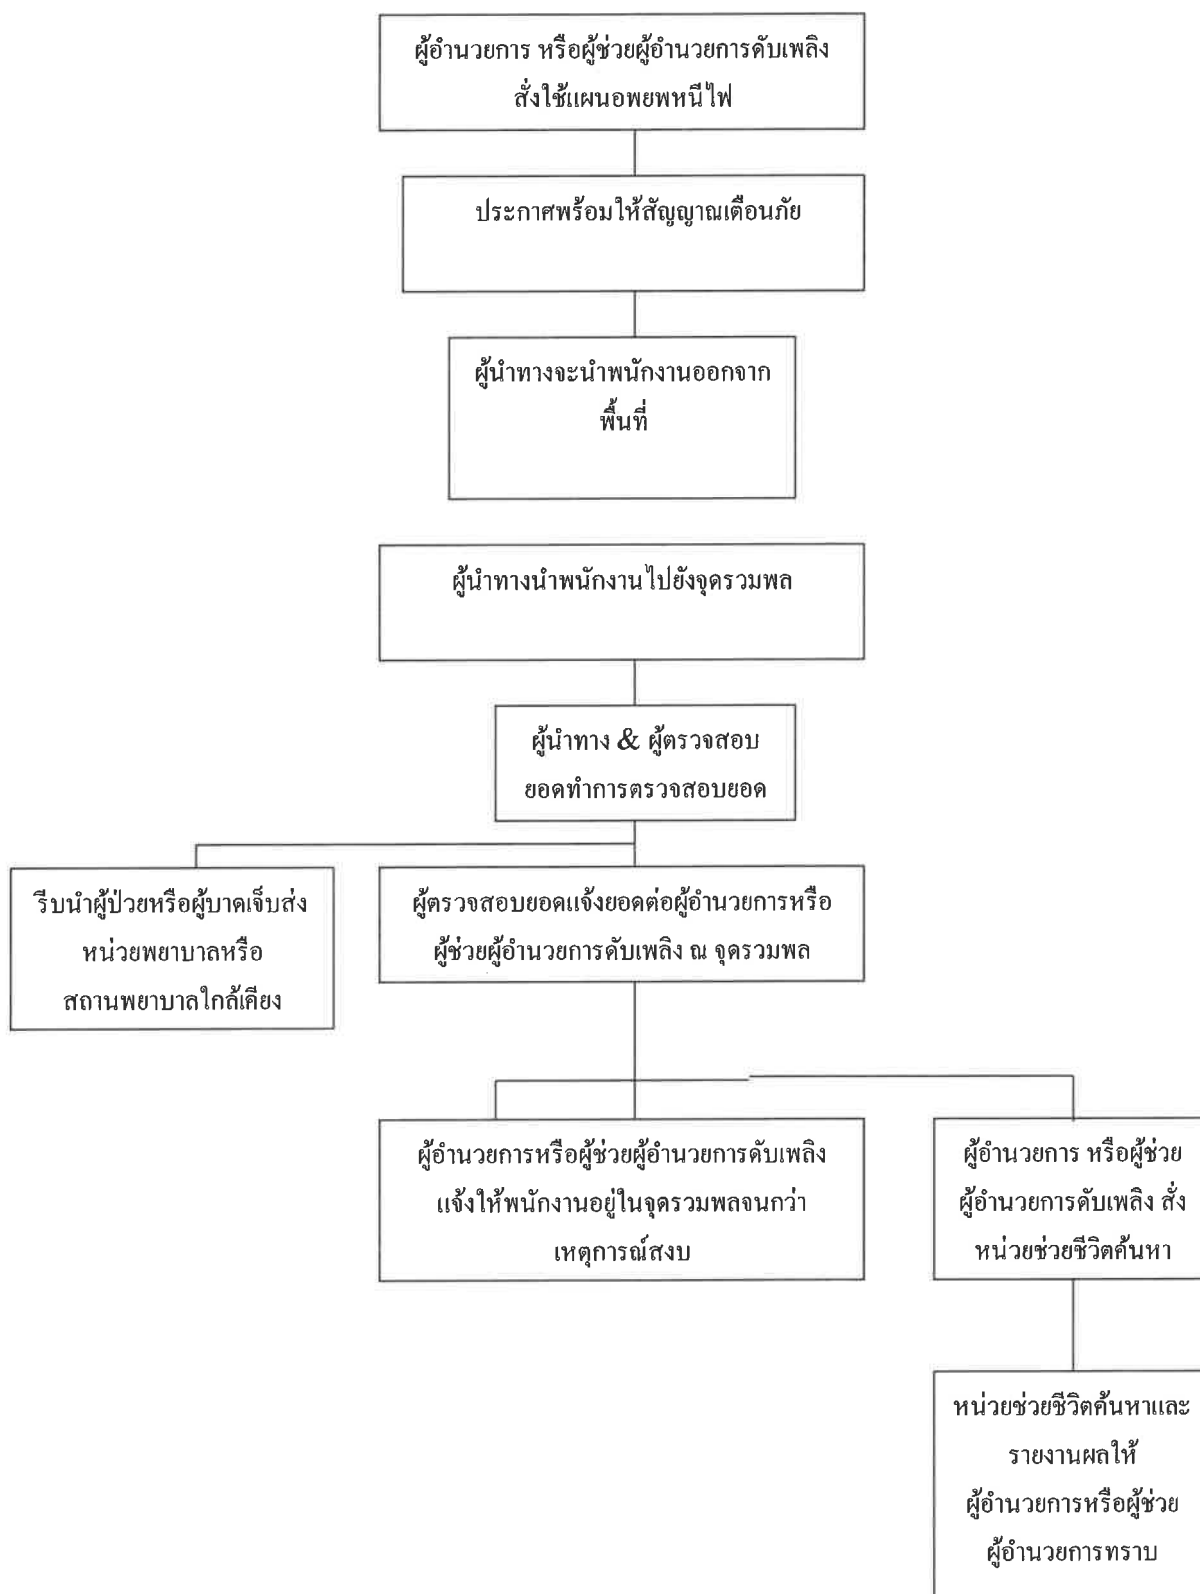 ผู้อำนวยการ หรือผู้ช่วยผู้อำนวยการดับเพลิง
สั่งใช้แผนอพยพหนีไฟ
ประกาศพร้อมให้สัญญาณเตือนภัย
ผู้นำทางจะนำพนักงานออกจาก
พื้นที่
ผู้นำทางนำพนักงานไปยังจุดรวมพล
ผู้นำทาง & ผู้ตรวจสอบ
ยอดทำการตรวจสอบยอด
รีบนำผู้ป่วยหรือผู้บาดเจ็บส่ง
หน่วยพยาบาลหรือ
สถานพยาบาลใกล้เคียง
ผู้ตรวจสอบยอดแจ้งยอดต่อผู้อำนวยการหรือ
ผู้ช่วยผู้อำนวยการดับเพลิง ณ จุดรวมพล
ผู้อำนวยการหรือผู้ช่วยผู้อำนวยการดับเพลิง
แจ้งให้พนักงานอยู่ในจุดรวมพลจนกว่า
เหตุการณ์สงบ
ผู้อำนวยการ หรือผู้ช่วย
ผู้อำนวยการดับเพลิง สั่ง
หน่วยช่วยชีวิตค้นหา
หน่วยช่วยชีวิตค้นหาและ
รายงานผลให้
ผู้อำนวยการหรือผู้ช่วย
ผู้อำนวยการทราบ